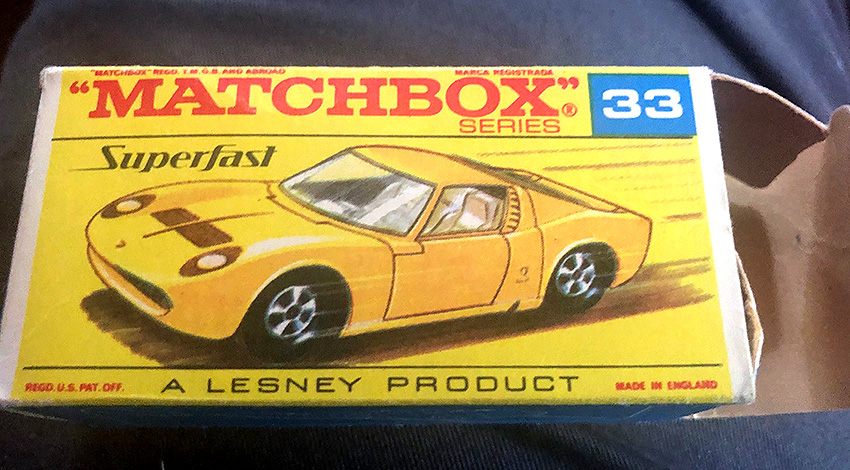 "MATCHBOX" REGD. T.M. G.B. AND ABROAD MARCA REGISTRADA
"MATCHBOX"® 33
SERIES
Superfast
REGD. U.S. PAT. OFF. A LESNEY PRODUCT MADE IN ENGLAND